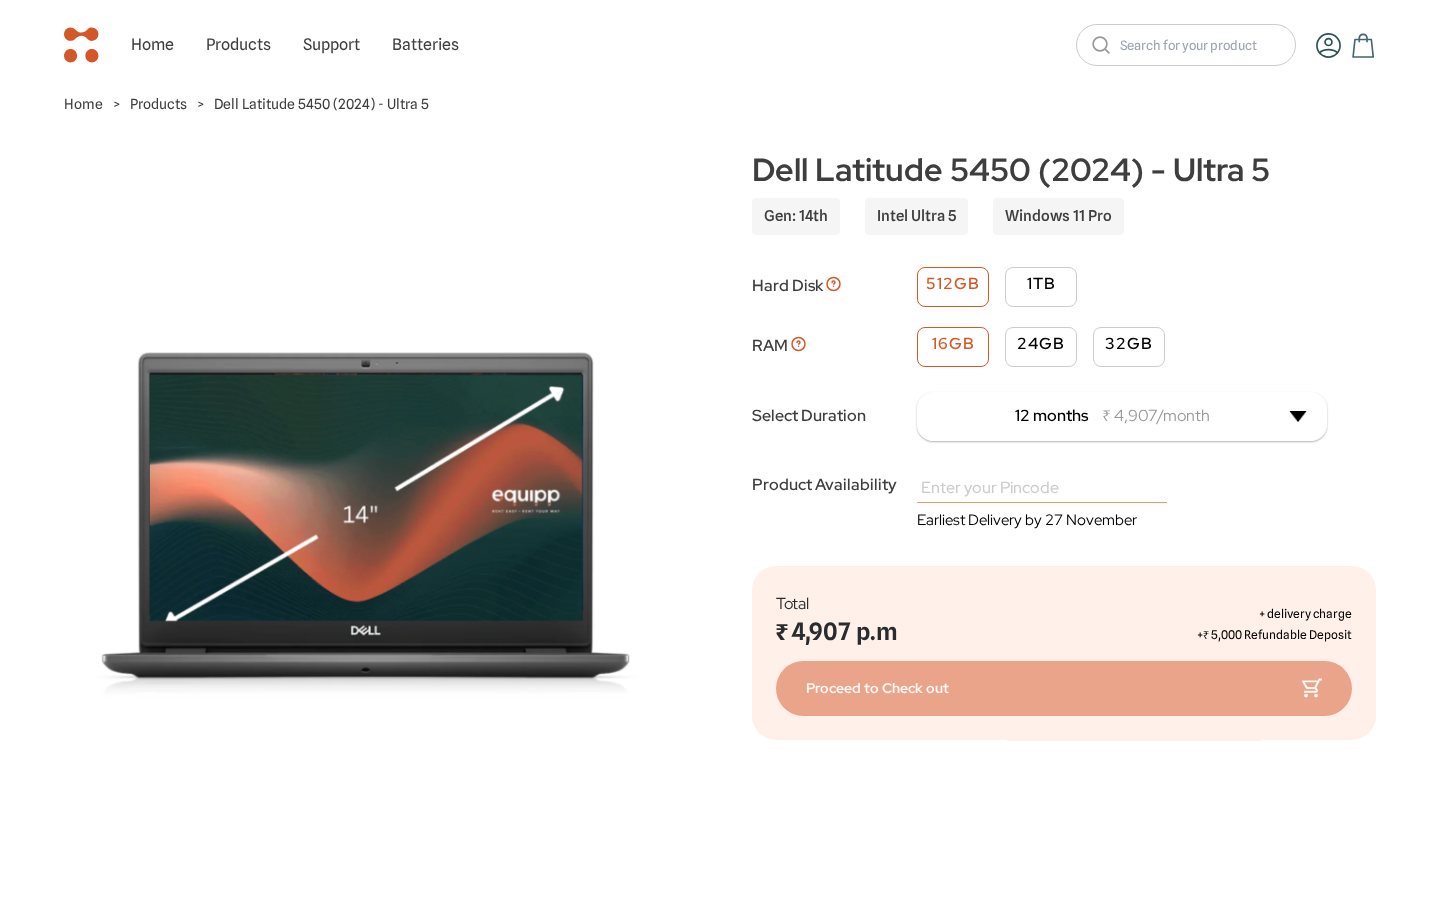 Home
Products
Support
Batteries
Search for your product
Home > Products > Dell Latitude 5450 (2024) - Ultra 5
14"
equipp
DELL
Dell Latitude 5450 (2024) - Ultra 5
Gen: 14th
Intel Ultra 5
Windows 11 Pro
Hard Disk
512GB
1TB
RAM
16GB
24GB
32GB
Select Duration
12 months ₹ 4,907/month
Product Availability
Enter your Pincode
Earliest Delivery by 27 November
Total
₹ 4,907 p.m
+ delivery charge
+₹ 5,000 Refundable Deposit
Proceed to Check out